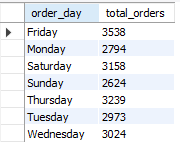 order_day total_orders
Friday 3538
Monday 2794
Saturday 3158
Sunday 2624
Thursday 3239
Tuesday 2973
Wednesday 3024